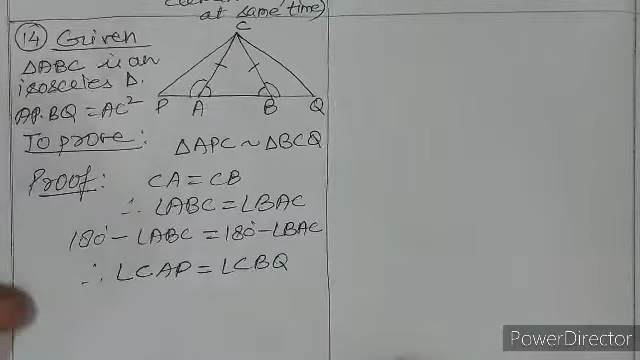 at same time)
14 Given
C
ΔABC is an
isosceles Δ.
AP.BQ = AC²
P A B Q
To prove: ΔAPC ~ ΔBCQ
Proof: CA = CB
∴ ∠ABC = ∠BAC
180° - ∠ABC = 180° - ∠BAC
∴ ∠CAP = ∠CBQ
PowerDirector